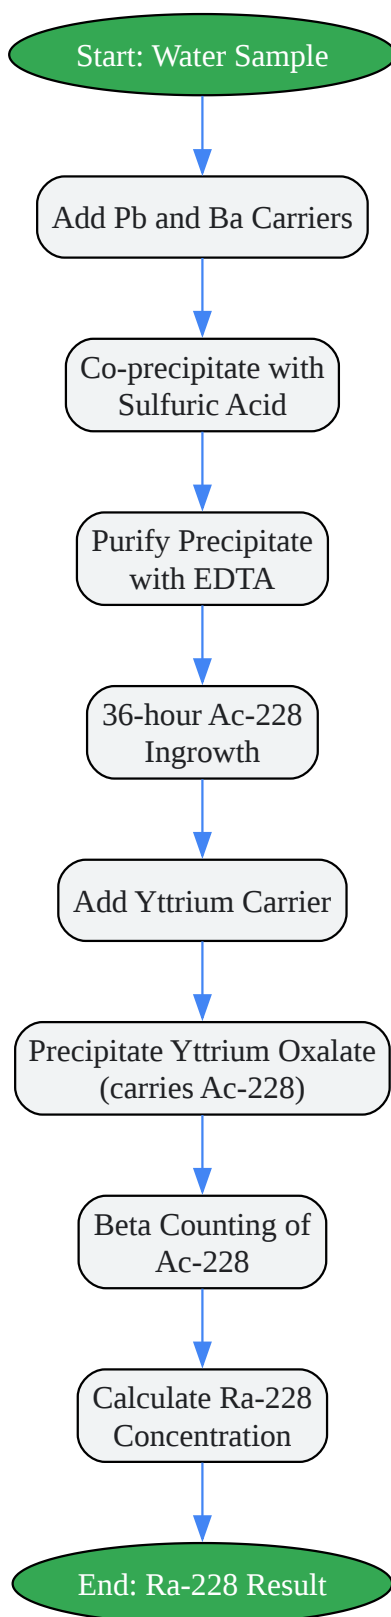 Start: Water Sample
Add Pb and Ba Carriers
Co-precipitate with
Sulfuric Acid
Purify Precipitate
with EDTA
36-hour Ac-228
Ingrowth
Add Yttrium Carrier
Precipitate Yttrium Oxalate
(carries Ac-228)
Beta Counting of
Ac-228
Calculate Ra-228
Concentration
End: Ra-228 Result